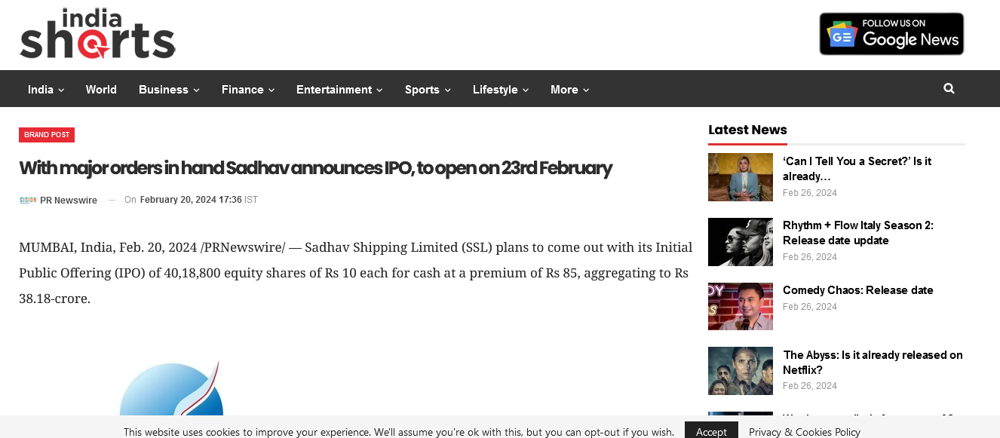 india
shorts
FOLLOW US ON
Google News
India World Business Finance Entertainment Sports Lifestyle More
BRAND POST
With major orders in hand Sadhav announces IPO, to open on 23rd February
CISION PR Newswire — On February 20, 2024 17:36 IST
MUMBAI, India, Feb. 20, 2024 /PRNewswire/ — Sadhav Shipping Limited (SSL) plans to come out with its Initial
Public Offering (IPO) of 40,18,800 equity shares of Rs 10 each for cash at a premium of Rs 85, aggregating to Rs
38.18-crore.
Latest News
‘Can I Tell You a Secret?’ Is it
already…
Feb 26, 2024
Rhythm + Flow Italy Season 2:
Release date update
Feb 26, 2024
Comedy Chaos: Release date
Feb 26, 2024
The Abyss: Is it already released on
Netflix?
Feb 26, 2024
This website uses cookies to improve your experience. We'll assume you're ok with this, but you can opt-out if you wish. Accept Privacy & Cookies Policy